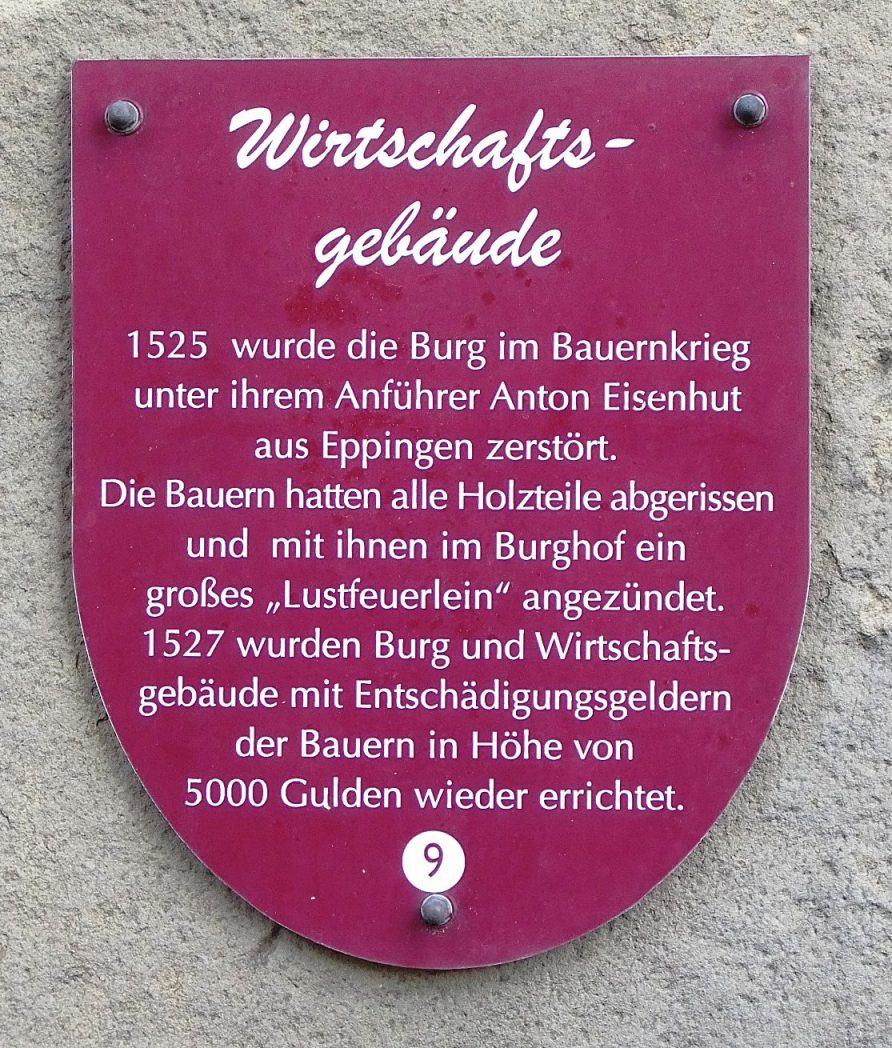 Wirtschafts-
gebäude
1525 wurde die Burg im Bauernkrieg
unter ihrem Anführer Anton Eisenhut
aus Eppingen zerstört.
Die Bauern hatten alle Holzteile abgerissen
und mit ihnen im Burghof ein
großes „Lustfeuerlein“ angezündet.
1527 wurden Burg und Wirtschafts-
gebäude mit Entschädigungsgeldern
der Bauern in Höhe von
5000 Gulden wieder errichtet.
9